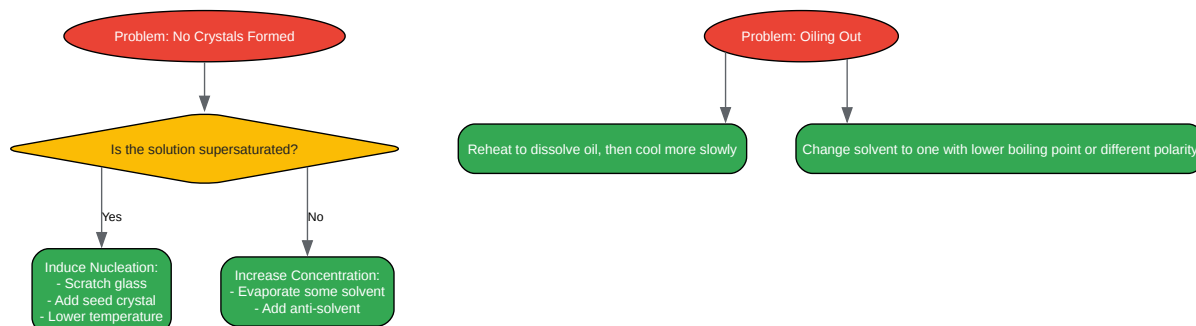 Problem: No Crystals Formed
Problem: Oiling Out
Is the solution supersaturated?
Reheat to dissolve oil, then cool more slowly
Change solvent to one with lower boiling point or different polarity
Yes
No
Induce Nucleation:
- Scratch glass
- Add seed crystal
- Lower temperature
Increase Concentration:
- Evaporate some solvent
- Add anti-solvent